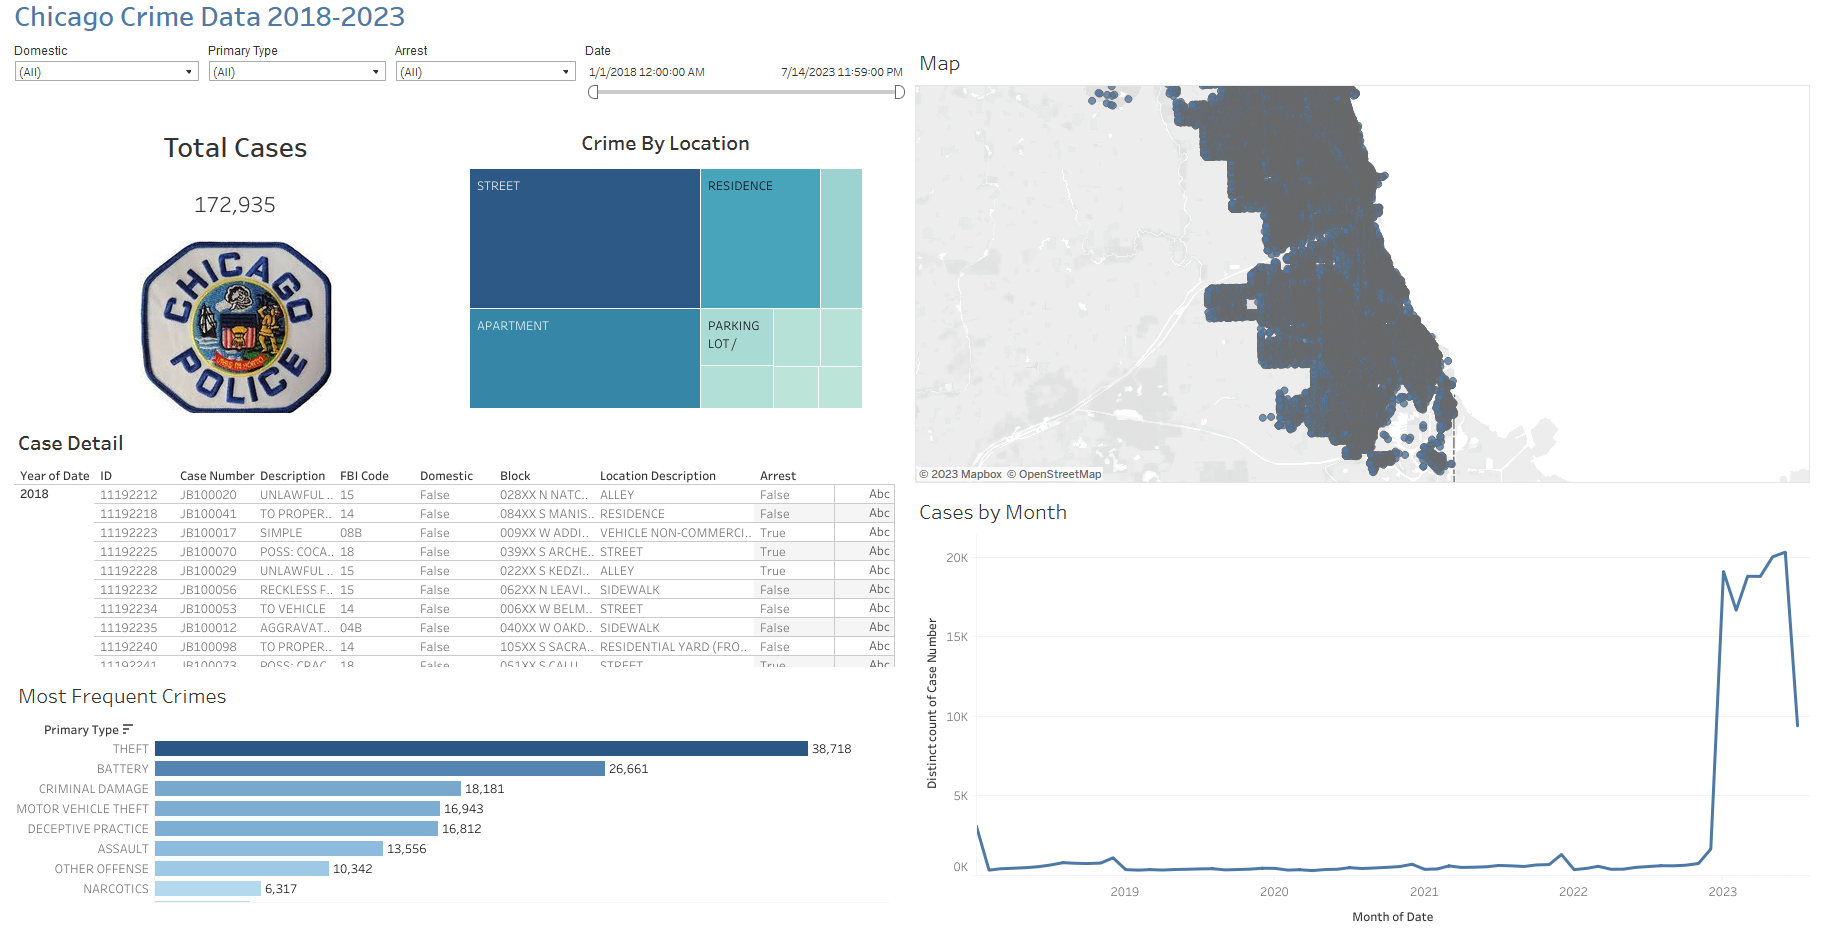 Chicago Crime Data 2018-2023
Domestic
Primary Type
Arrest
Date
(All)
(All)
(All)
1/1/2018 12:00:00 AM
7/14/2023 11:59:00 PM
Total Cases
172,935
CHICAGO
POLICE
Crime By Location
STREET
RESIDENCE
APARTMENT
PARKING
LOT /
Map
© 2023 Mapbox © OpenStreetMap
Case Detail
Year of Date ID Case Number Description FBI Code Domestic Block Location Description Arrest
2018 11192212 JB100020 UNLAWFUL .. 15 False 028XX N NATC.. ALLEY False Abc
11192218 JB100041 TO PROPER.. 14 False 084XX S MANIS.. RESIDENCE False Abc
11192223 JB100017 SIMPLE 08B False 009XX W ADDI.. VEHICLE NON-COMMERCI.. True Abc
11192225 JB100070 POSS: COCA.. 18 False 039XX S ARCHE.. STREET True Abc
11192228 JB100029 UNLAWFUL .. 15 False 022XX S KEDZI.. ALLEY True Abc
11192232 JB100056 RECKLESS F.. 15 False 062XX N LEAVI.. SIDEWALK False Abc
11192234 JB100053 TO VEHICLE 14 False 006XX W BELM.. STREET False Abc
11192235 JB100012 AGGRAVAT.. 04B False 040XX W OAKD.. SIDEWALK False Abc
11192240 JB100098 TO PROPER.. 14 False 105XX S SACRA.. RESIDENTIAL YARD (FRO.. False Abc
11192241 JB100073 POSS: CRAC.. 18 False 051XX S CALU.. STREET True Abc
Most Frequent Crimes
Primary Type
THEFT 38,718
BATTERY 26,661
CRIMINAL DAMAGE 18,181
MOTOR VEHICLE THEFT 16,943
DECEPTIVE PRACTICE 16,812
ASSAULT 13,556
OTHER OFFENSE 10,342
NARCOTICS 6,317
Cases by Month
Distinct count of Case Number
20K
15K
10K
5K
0K
2019 2020 2021 2022 2023
Month of Date